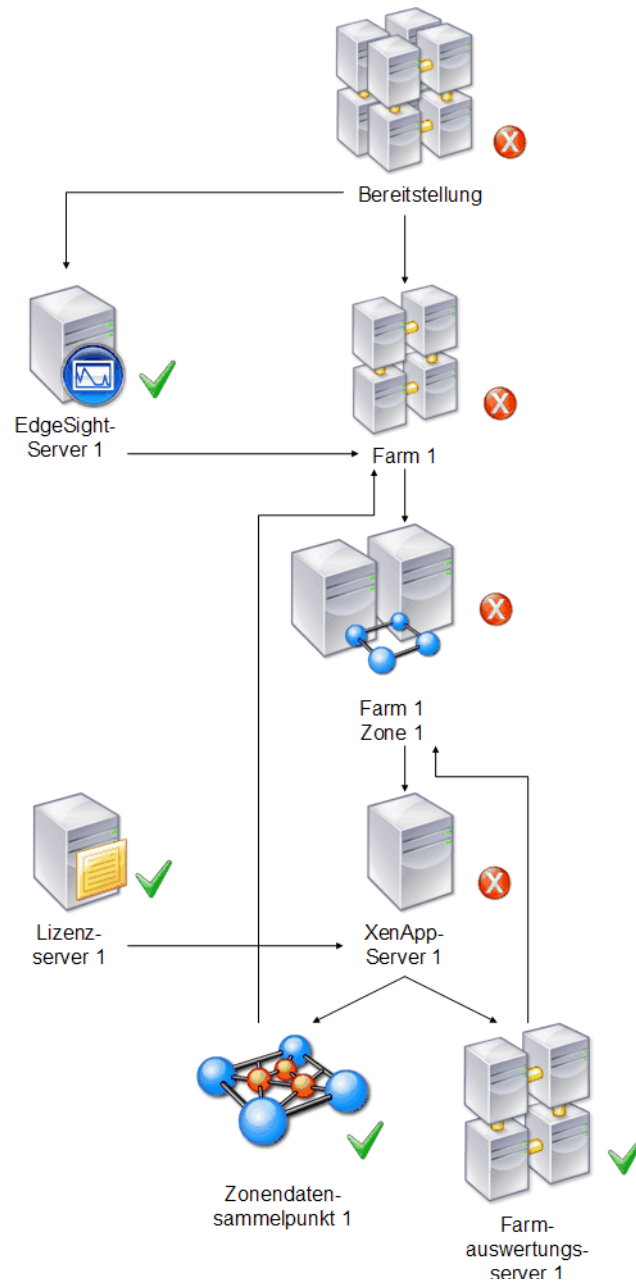 Bereitstellung
EdgeSight-
Server 1
Farm 1
Farm 1
Zone 1
Lizenz-
server 1
XenApp-
Server 1
Zonendaten-
sammelpunkt 1
Farm-
auswertungs-
server 1